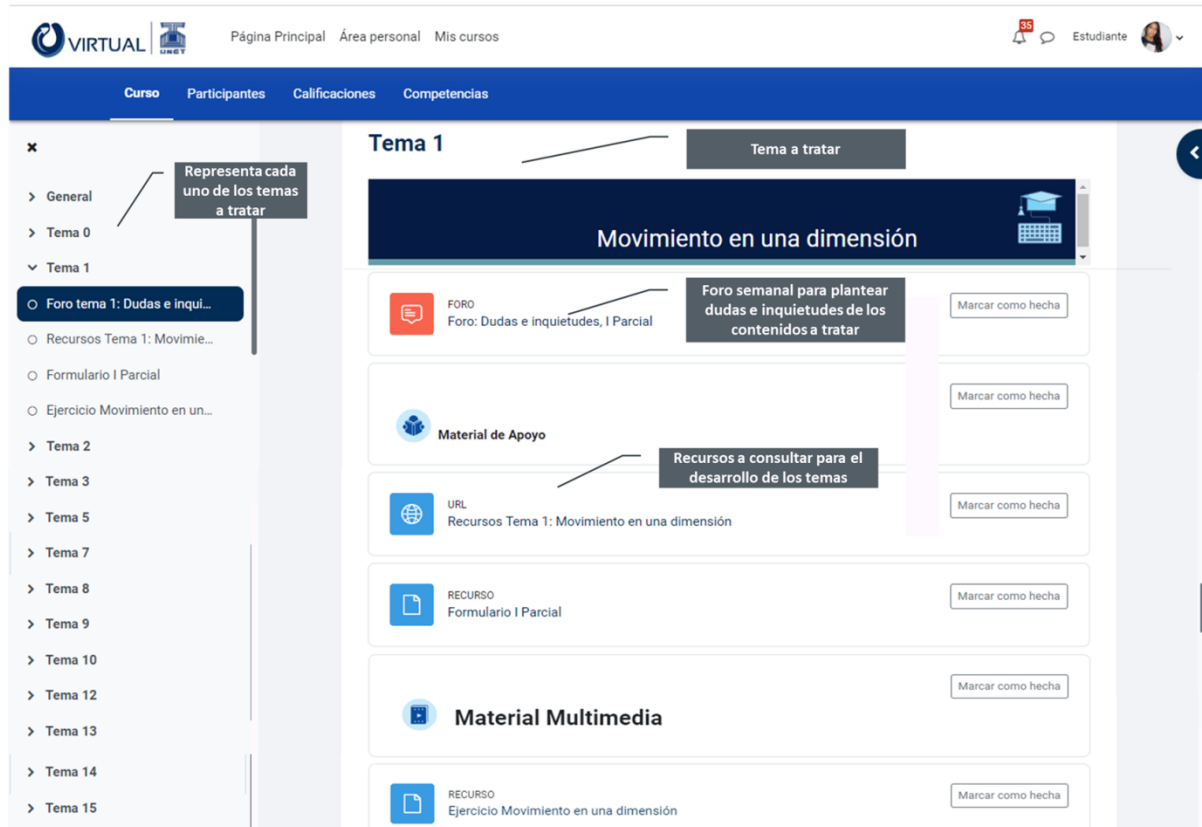 VIRTUAL
UNET
Página Principal Área personal Mis cursos
35
Estudiante
Curso Participantes Calificaciones Competencias
Representa cada
uno de los temas
a tratar
General
Tema 0
Tema 1
Foro tema 1: Dudas e inqui...
Recursos Tema 1: Movimie...
Formulario I Parcial
Ejercicio Movimiento en un...
Tema 2
Tema 3
Tema 5
Tema 7
Tema 8
Tema 9
Tema 10
Tema 12
Tema 13
Tema 14
Tema 15
Tema 1
Tema a tratar
Movimiento en una dimensión
FORO
Foro: Dudas e inquietudes, I Parcial
Foro semanal para plantear
dudas e inquietudes de los
contenidos a tratar
Marcar como hecha
Material de Apoyo
Marcar como hecha
Recursos a consultar para el
desarrollo de los temas
URL
Recursos Tema 1: Movimiento en una dimensión
Marcar como hecha
RECURSO
Formulario I Parcial
Marcar como hecha
Material Multimedia
Marcar como hecha
RECURSO
Ejercicio Movimiento en una dimensión
Marcar como hecha